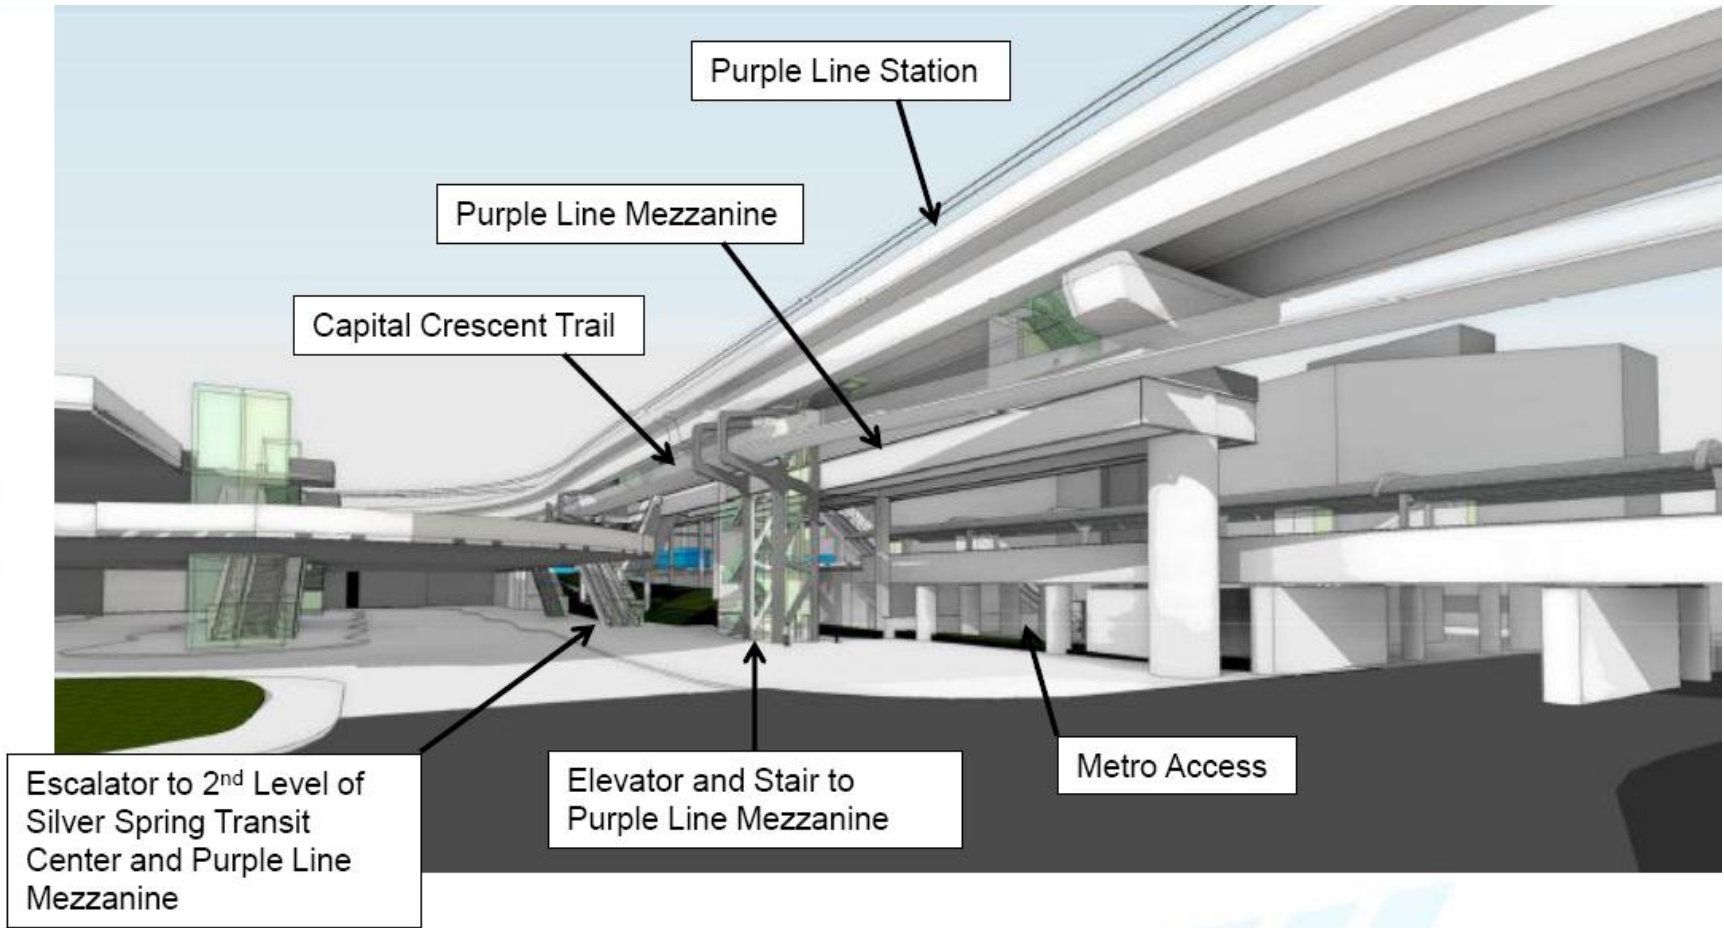 Purple Line Station
Purple Line Mezzanine
Capital Crescent Trail
Escalator to 2nd Level of
Silver Spring Transit
Center and Purple Line
Mezzanine
Elevator and Stair to
Purple Line Mezzanine
Metro Access